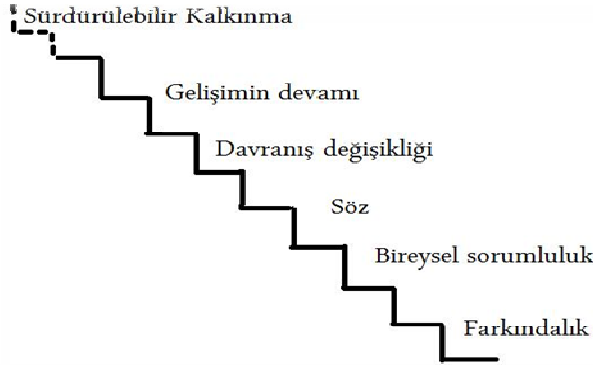 Sürdürülebilir Kalkınma
Gelişimin devamı
Davranış değişikliği
Söz
Bireysel sorumluluk
Farkındalık